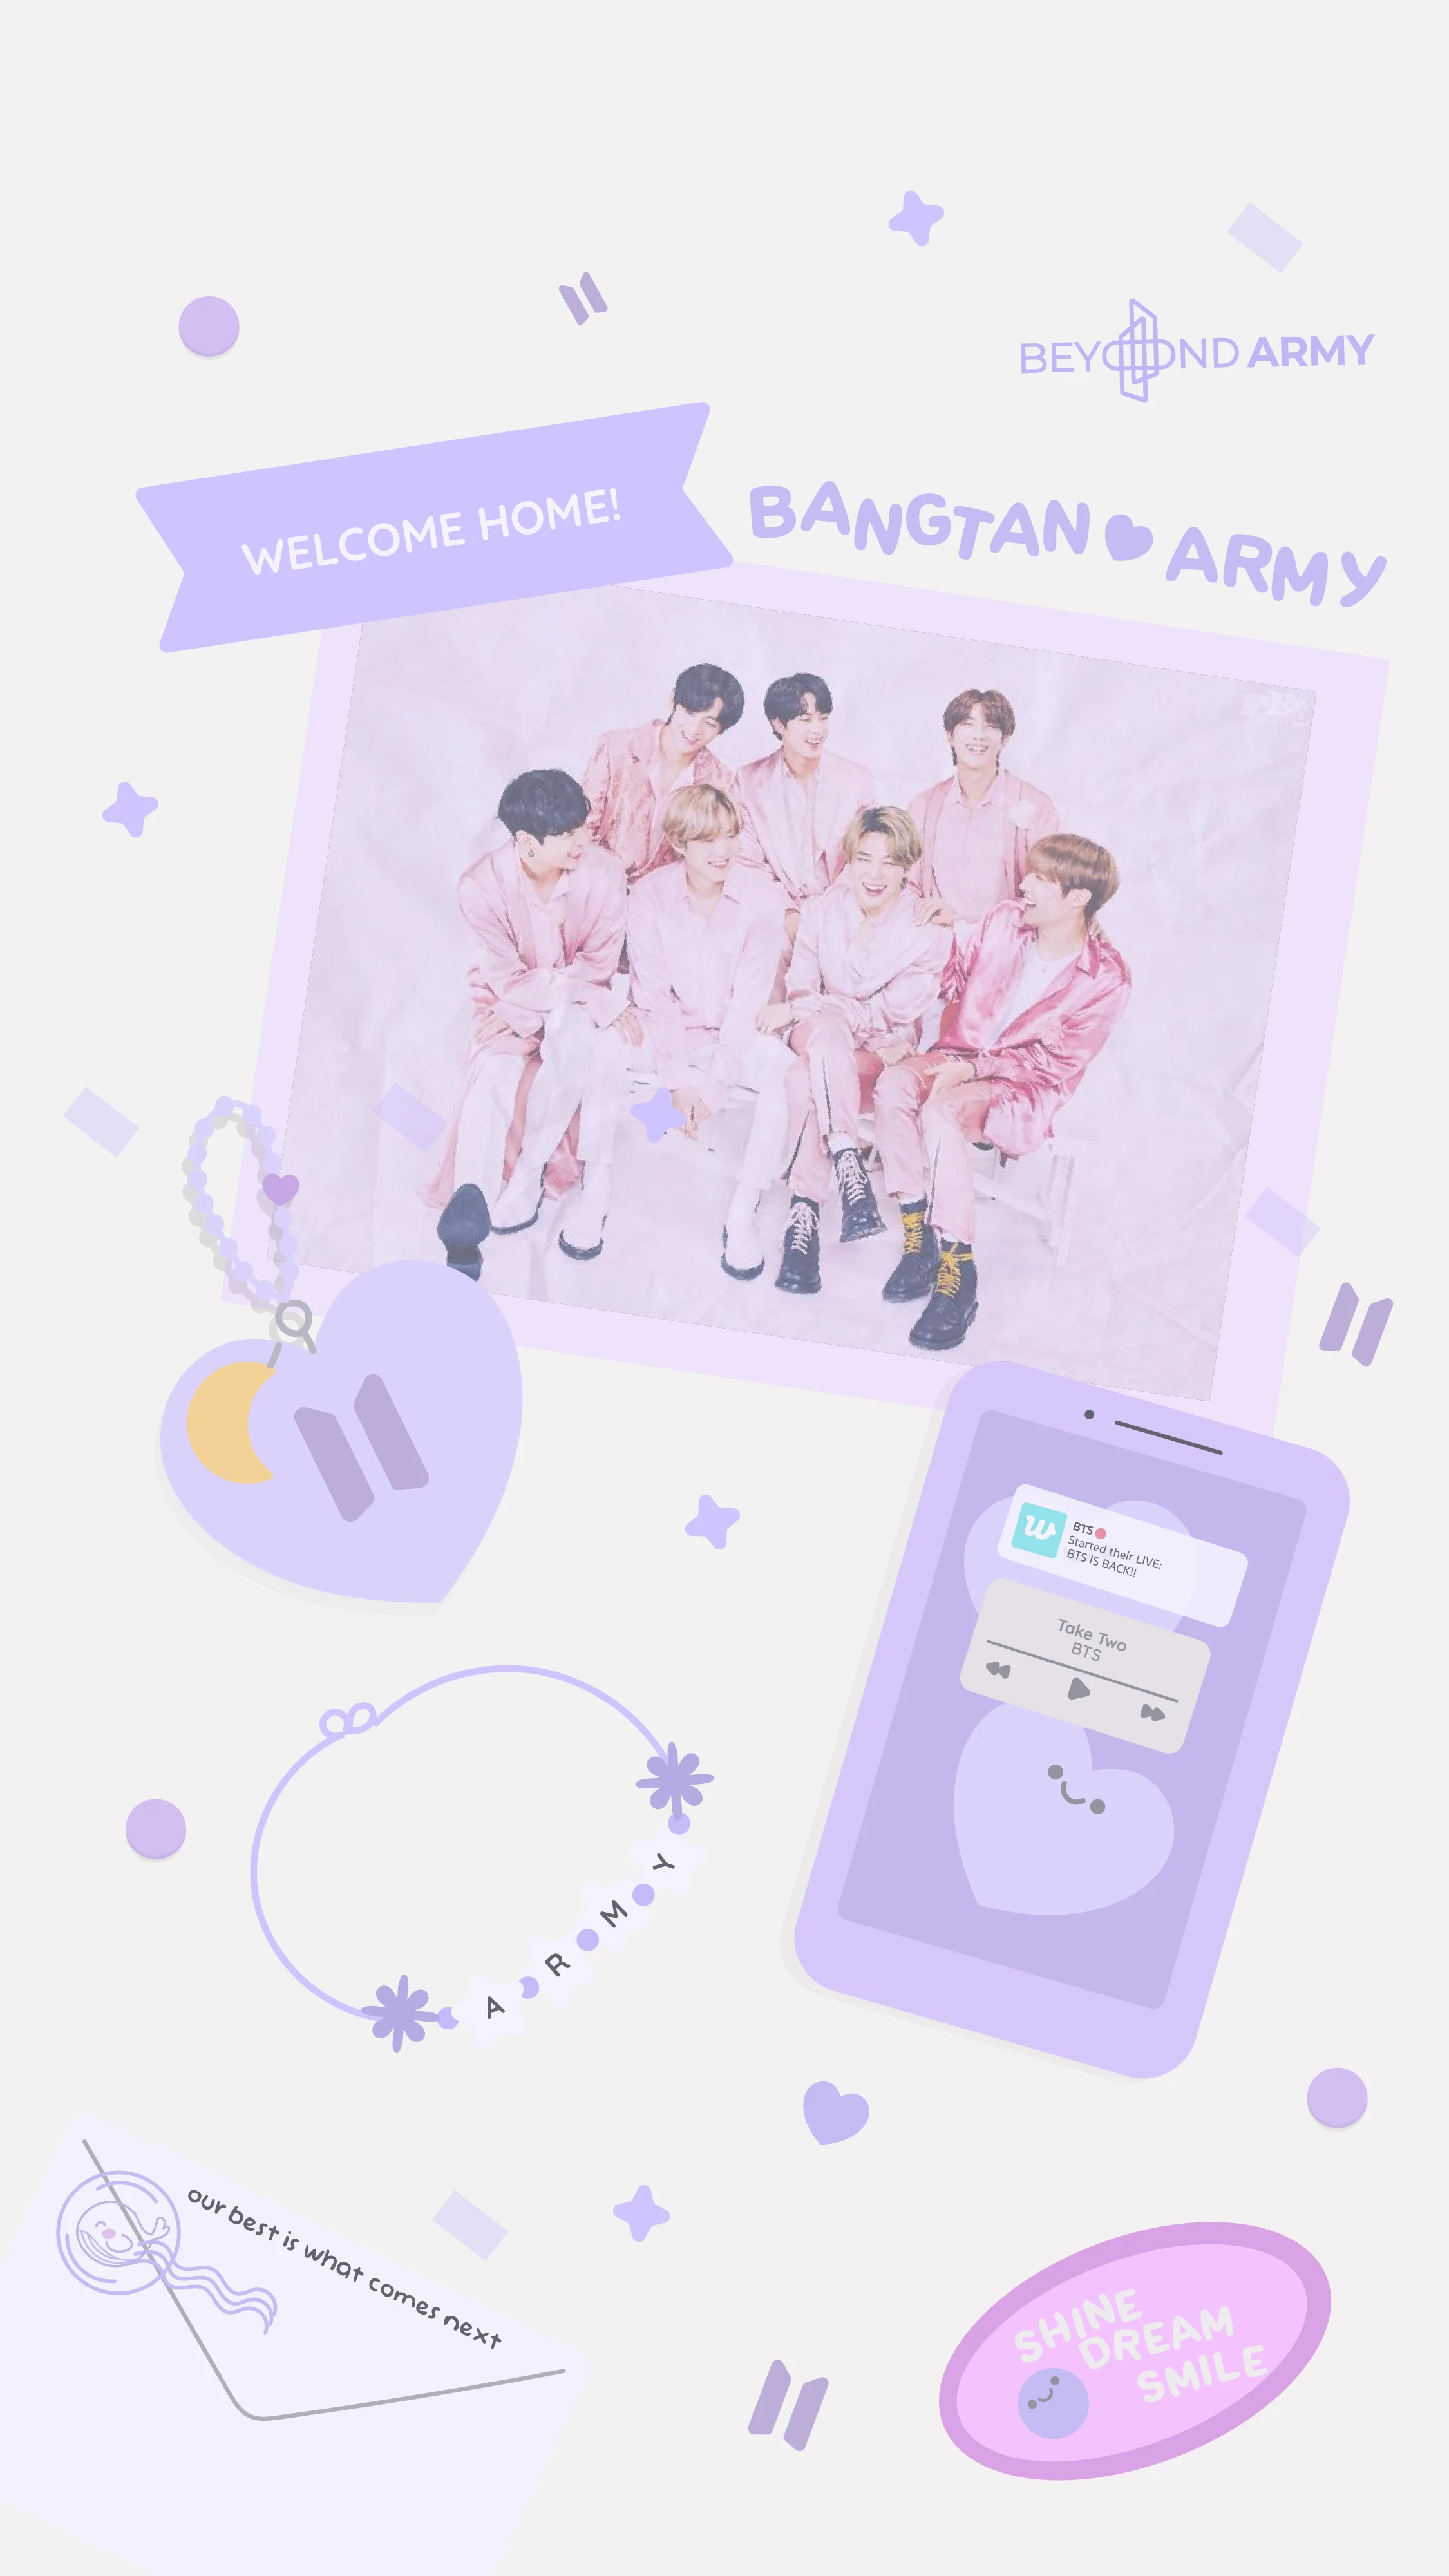 BEYOND ARMY
WELCOME HOME!
BANGTAN ARMY
BTS
Started their LIVE:
BTS IS BACK!!
Take Two
BTS
ARMY
our best is what comes next
SHINE
DREAM
SMILE